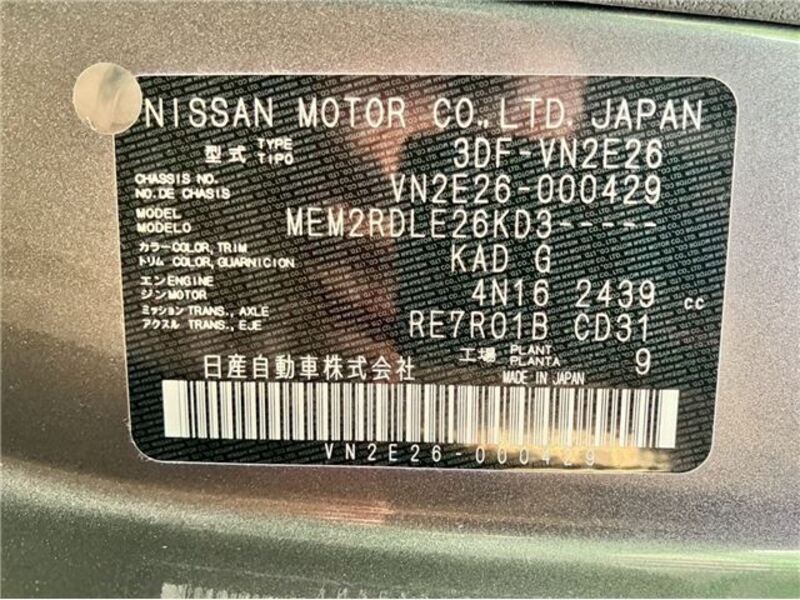 NISSAN MOTOR CO.,LTD. JAPAN
型式 TYPE TIPO 3DF-VN2E26
CHASSIS NO. NO.DE CHASIS VN2E26-000429
MODEL MODELO MEM2RDLE26KD3-----
カラー COLOR, TRIM トリム COLOR, GUARNICION KAD G
エンジン ENGINE MOTOR 4N16 2439 cc
ミッション TRANS., AXLE アクスル TRANS., EJE RE7R01B CD31
工場 PLANT PLANTA 9
日産自動車株式会社 MADE IN JAPAN
VN2E26-000429